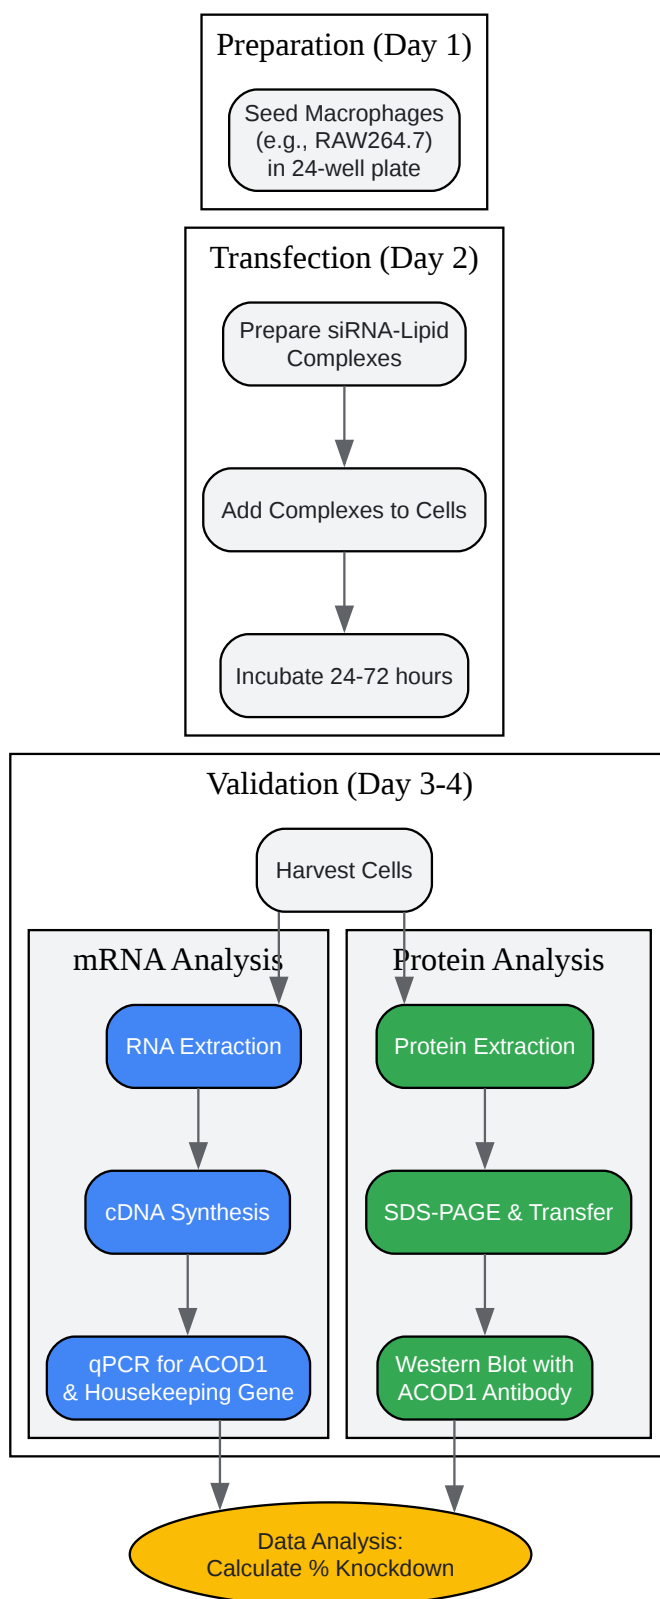 Preparation (Day 1)
Seed Macrophages
(e.g., RAW264.7)
in 24-well plate
Transfection (Day 2)
Prepare siRNA-Lipid
Complexes
Add Complexes to Cells
Incubate 24-72 hours
Validation (Day 3-4)
Harvest Cells
mRNA Analysis
RNA Extraction
cDNA Synthesis
qPCR for ACOD1
& Housekeeping Gene
Protein Analysis
Protein Extraction
SDS-PAGE & Transfer
Western Blot with
ACOD1 Antibody
Data Analysis:
Calculate % Knockdown